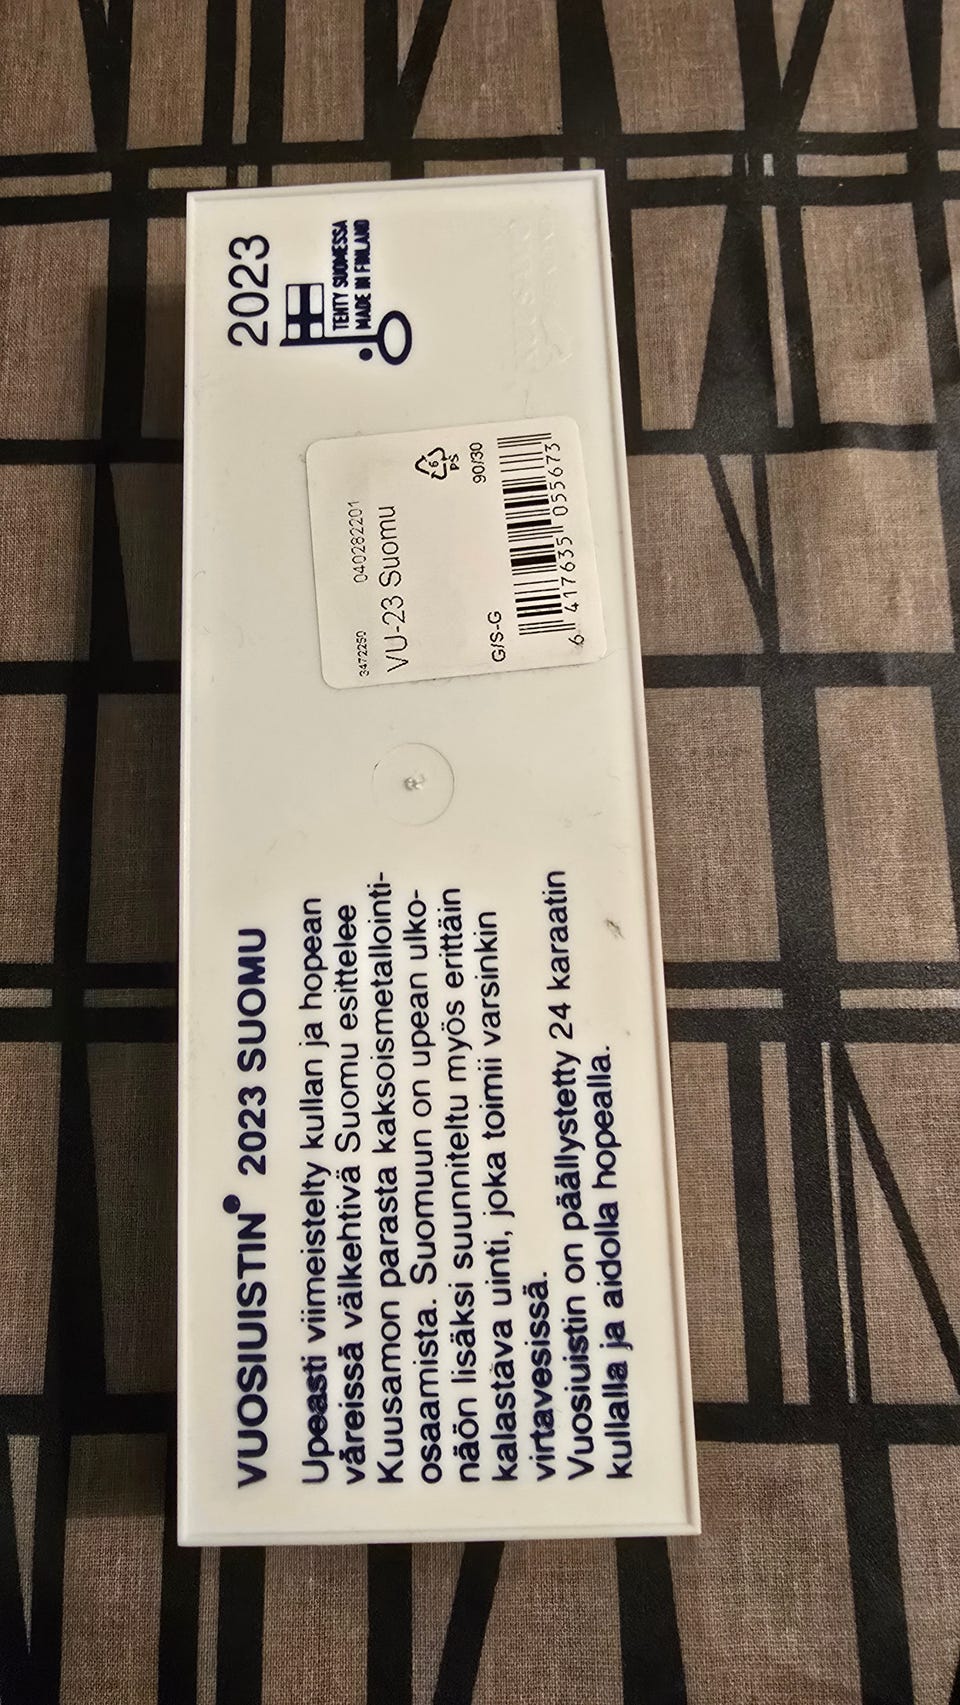 VUOSIUISTIN® 2023 SUOMU
Upeasti viimeistelty kullan ja hopean
väreissä välkehtivä Suomu esittelee
Kuusamon parasta kaksoismetallointi-
osaamista. Suomuun on upean ulko-
näön lisäksi suunniteltu myös erittäin
kalastava uinti, joka toimii varsinkin
virtavesissä.
Vuosiuistin on päällystetty 24 karaatin
kullalla ja aidolla hopealla.
3472250 040282201
VU-23 Suomu
6
PS
G/S-G 90/30
6 417635 055673
2023
TEHTY SUOMESSA
MADE IN FINLAND